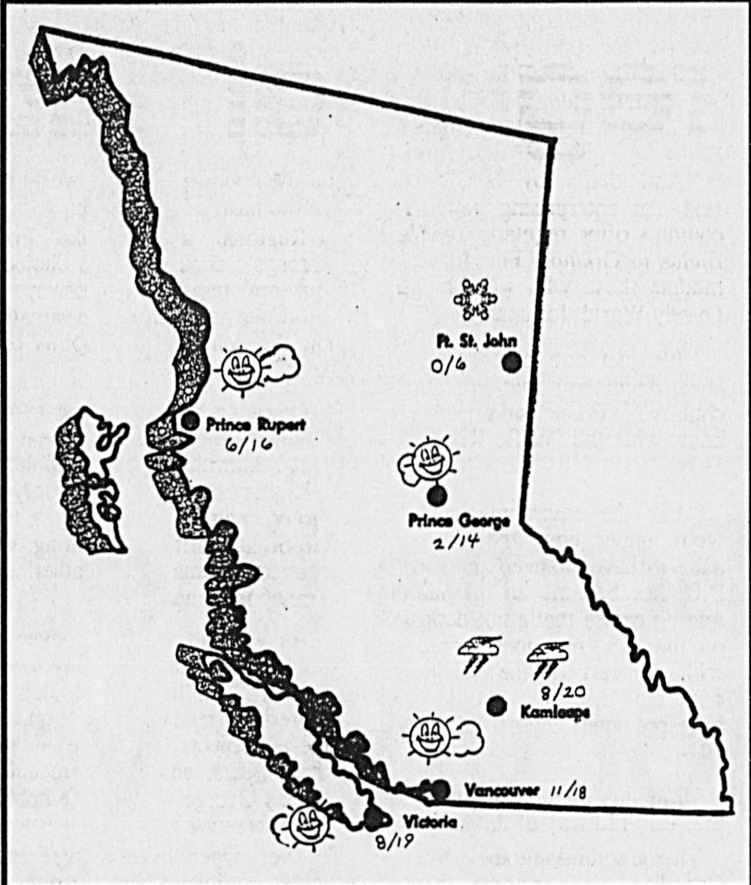 Ft. St. John
0/6
Prince Rupert
6/16
Prince George
2/14
8/20
Kamloops
Vancouver 11/18
Victoria
8/19